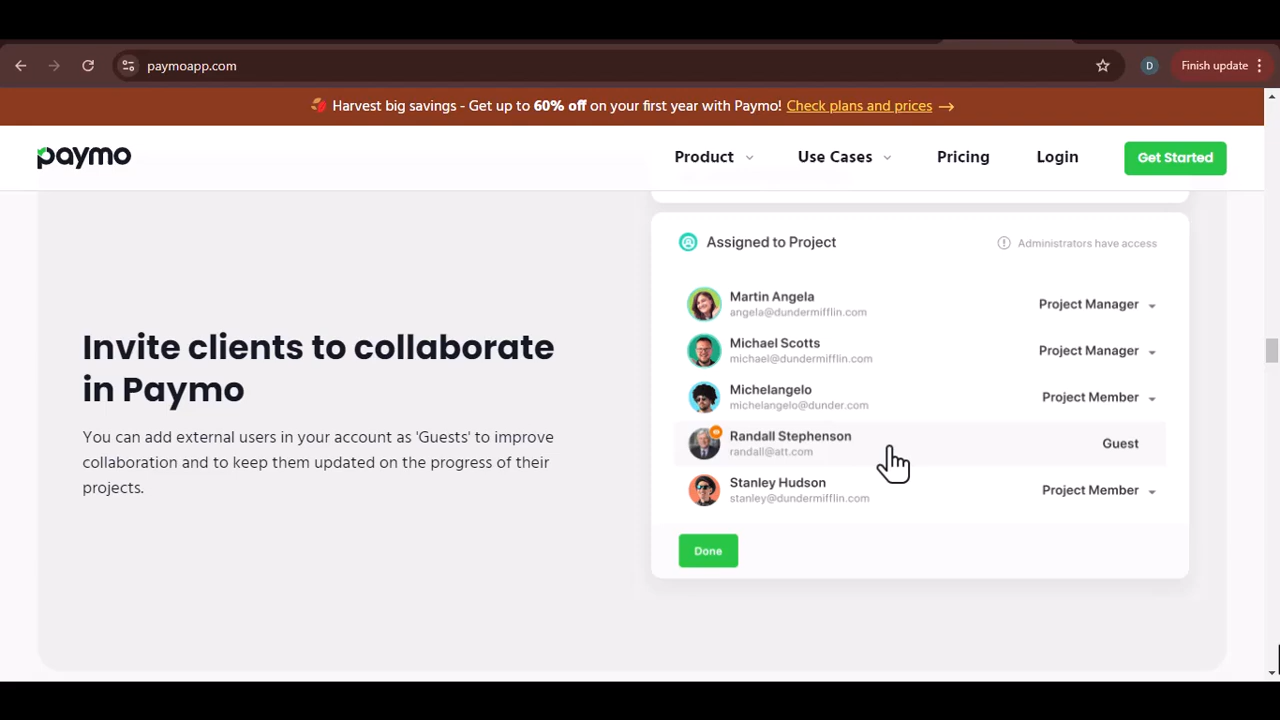 paymoapp.com
D
Finish update
Harvest big savings - Get up to 60% off on your first year with Paymo! Check plans and prices →
paymo
Product
Use Cases
Pricing
Login
Get Started
Assigned to Project
Administrators have access
Martin Angela
angela@dundermifflin.com
Project Manager
Michael Scotts
michael@dundermifflin.com
Project Manager
Michelangelo
michelangelo@dunder.com
Project Member
Randall Stephenson
randall@att.com
Guest
Stanley Hudson
stanley@dundermifflin.com
Project Member
Done
Invite clients to collaborate
in Paymo
You can add external users in your account as 'Guests' to improve
collaboration and to keep them updated on the progress of their
projects.